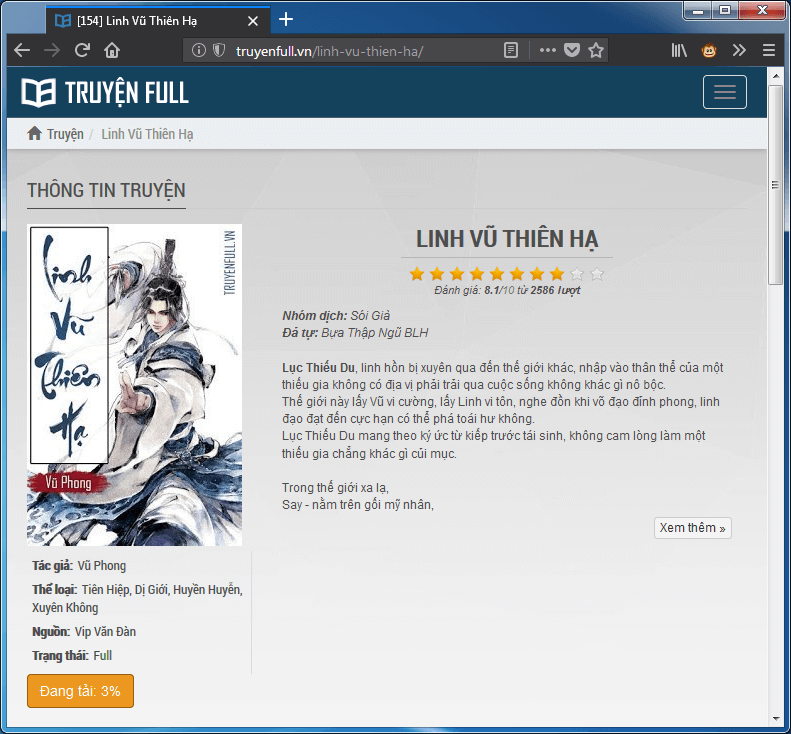 [154] Linh Vũ Thiên Hạ
truyenfull.vn/linh-vu-thien-ha/
TRUYỆN FULL
Truyện / Linh Vũ Thiên Hạ
THÔNG TIN TRUYỆN
Linh
Vũ
Thiên
Hạ
TRUYENFULL.VN
Vũ Phong
Tác giả: Vũ Phong
Thể loại: Tiên Hiệp, Dị Giới, Huyền Huyễn,
Xuyên Không
Nguồn: Vip Văn Đàn
Trạng thái: Full
Đang tải: 3%
LINH VŨ THIÊN HẠ
Đánh giá: 8.1/10 từ 2586 lượt
Nhóm dịch: Sói Già
Đả tự: Bựa Thập Ngũ BLH
Lục Thiếu Du, linh hồn bị xuyên qua đến thế giới khác, nhập vào thân thể của một
thiếu gia không có địa vị phải trải qua cuộc sống không khác gì nô bộc.
Thế giới này lấy Vũ vi cường, lấy Linh vi tôn, nghe đồn khi võ đạo đỉnh phong, linh
đạo đạt đến cực hạn có thể phá toái hư không.
Lục Thiếu Du mang theo ký ức từ kiếp trước tái sinh, không cam lòng làm một
thiếu gia chẳng khác gì củi mục.
Trong thế giới xa lạ,
Say - nằm trên gối mỹ nhân,
Xem thêm »